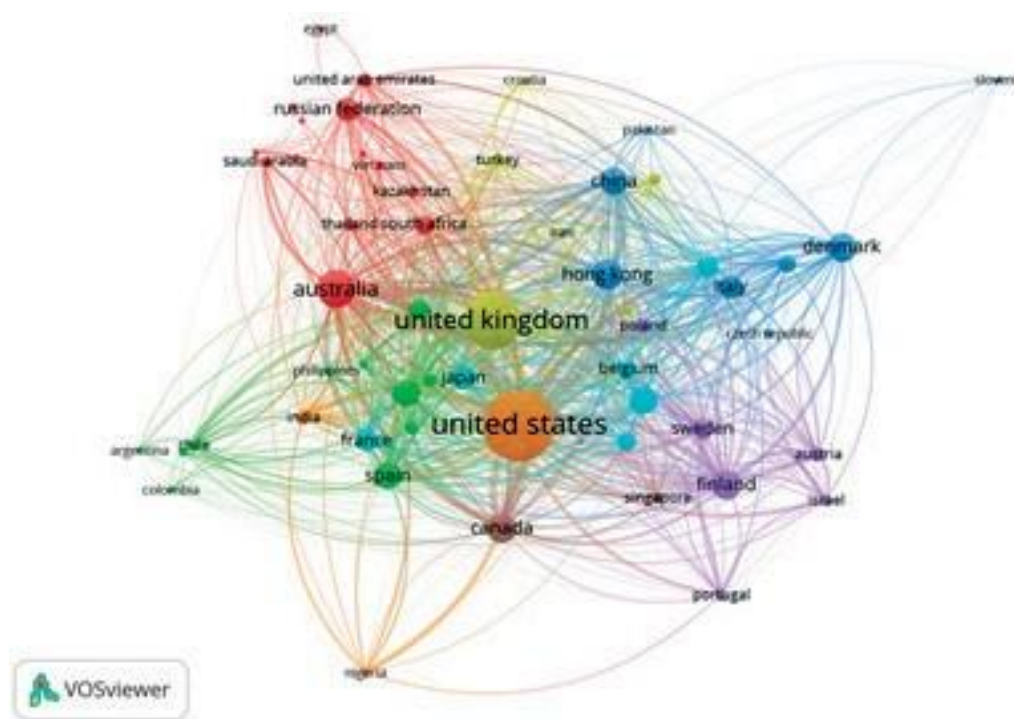 egypt
united arab emirates
croatia
slovenia
russian federation
pakistan
saudi arabia
vietnam
turkey
china
kazakhstan
thailand
south africa
iran
denmark
hong kong
italy
australia
united kingdom
poland
czech republic
philippines
japan
belgium
india
united states
france
sweden
argentina
chile
spain
austria
colombia
finland
singapore
israel
canada
portugal
nigeria
VOSviewer